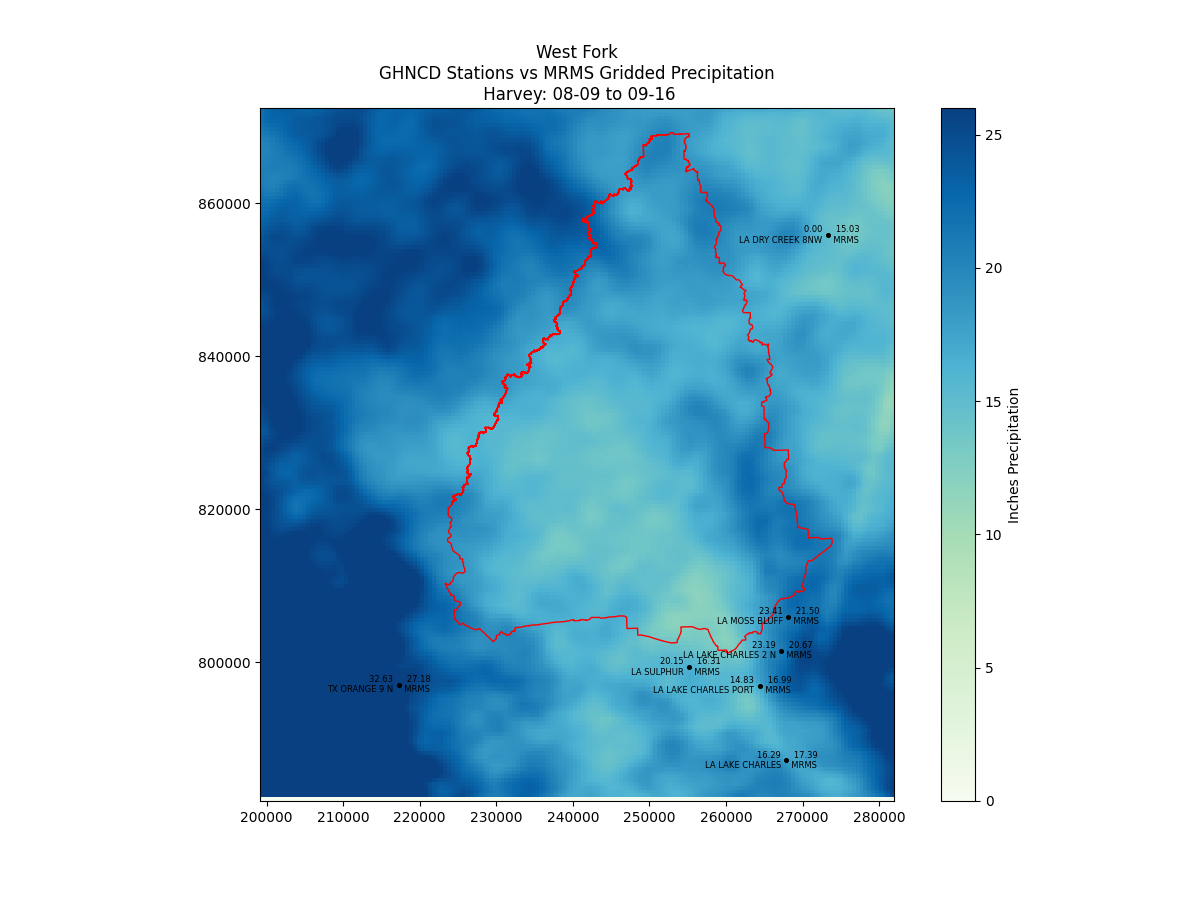 West Fork
GHNCD Stations vs MRMS Gridded Precipitation
Harvey: 08-09 to 09-16
860000
840000
820000
800000
200000 210000 220000 230000 240000 250000 260000 270000 280000
0.00 15.03
LA DRY CREEK 8NW MRMS
23.41 21.50
LA MOSS BLUFF MRMS
23.19 20.67
LA LAKE CHARLES 2 N MRMS
20.15 16.31
LA SULPHUR MRMS
14.83 16.99
LA LAKE CHARLES PORT MRMS
32.63 27.18
TX ORANGE 9 N MRMS
16.29 17.39
LA LAKE CHARLES MRMS
25
20
15
10
5
0
Inches Precipitation